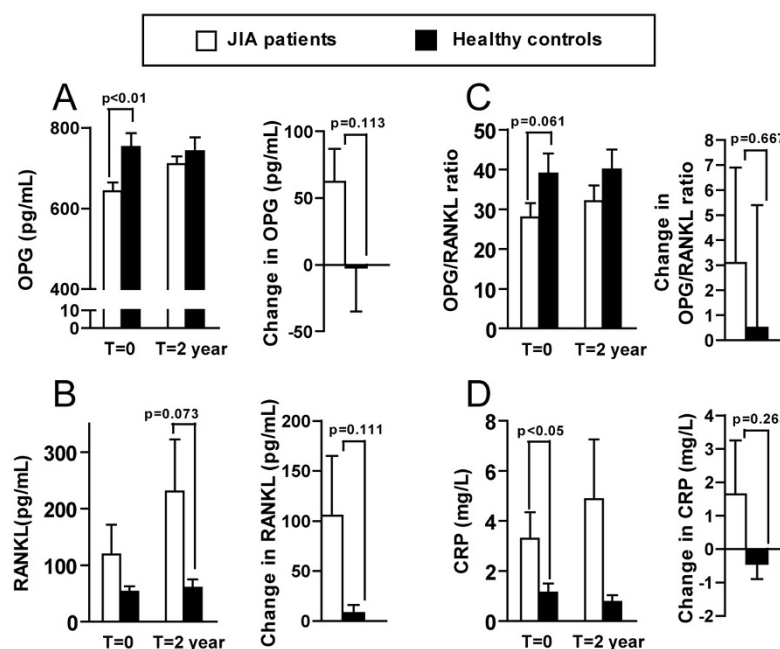 JIA patients Healthy controls
A
p<0.01
OPG (pg/mL)
800
600
400
10
0
T=0 T=2 year
p=0.113
Change in OPG (pg/mL)
100
50
0
-50
C
p=0.061
OPG/RANKL ratio
50
40
30
20
10
0
T=0 T=2 year
p=0.667
Change in
OPG/RANKL ratio
8
7
6
5
4
3
2
1
0
B
p=0.073
RANKL(pg/mL)
300
200
100
0
T=0 T=2 year
p=0.111
Change in RANKL (pg/mL)
200
150
100
50
0
D
p<0.05
CRP (mg/L)
8
6
4
2
0
T=0 T=2 year
p=0.263
Change in CRP (mg/L)
4
3
2
1
0
-1
-2